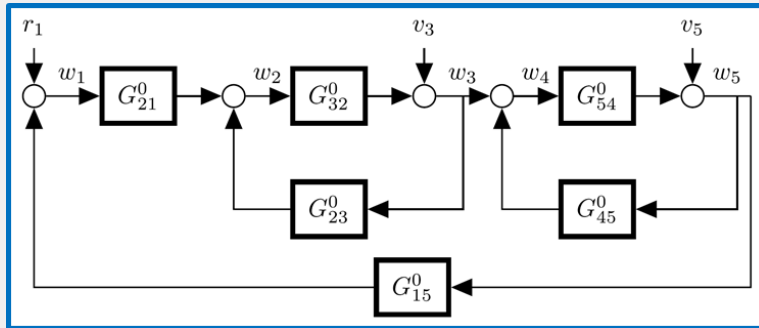 r₁ v₃ v₅
w₁ G⁰₂₁ w₂ G⁰₃₂ w₃ w₄ G⁰₅₄ w₅
G⁰₂₃ G⁰₄₅
G⁰₁₅